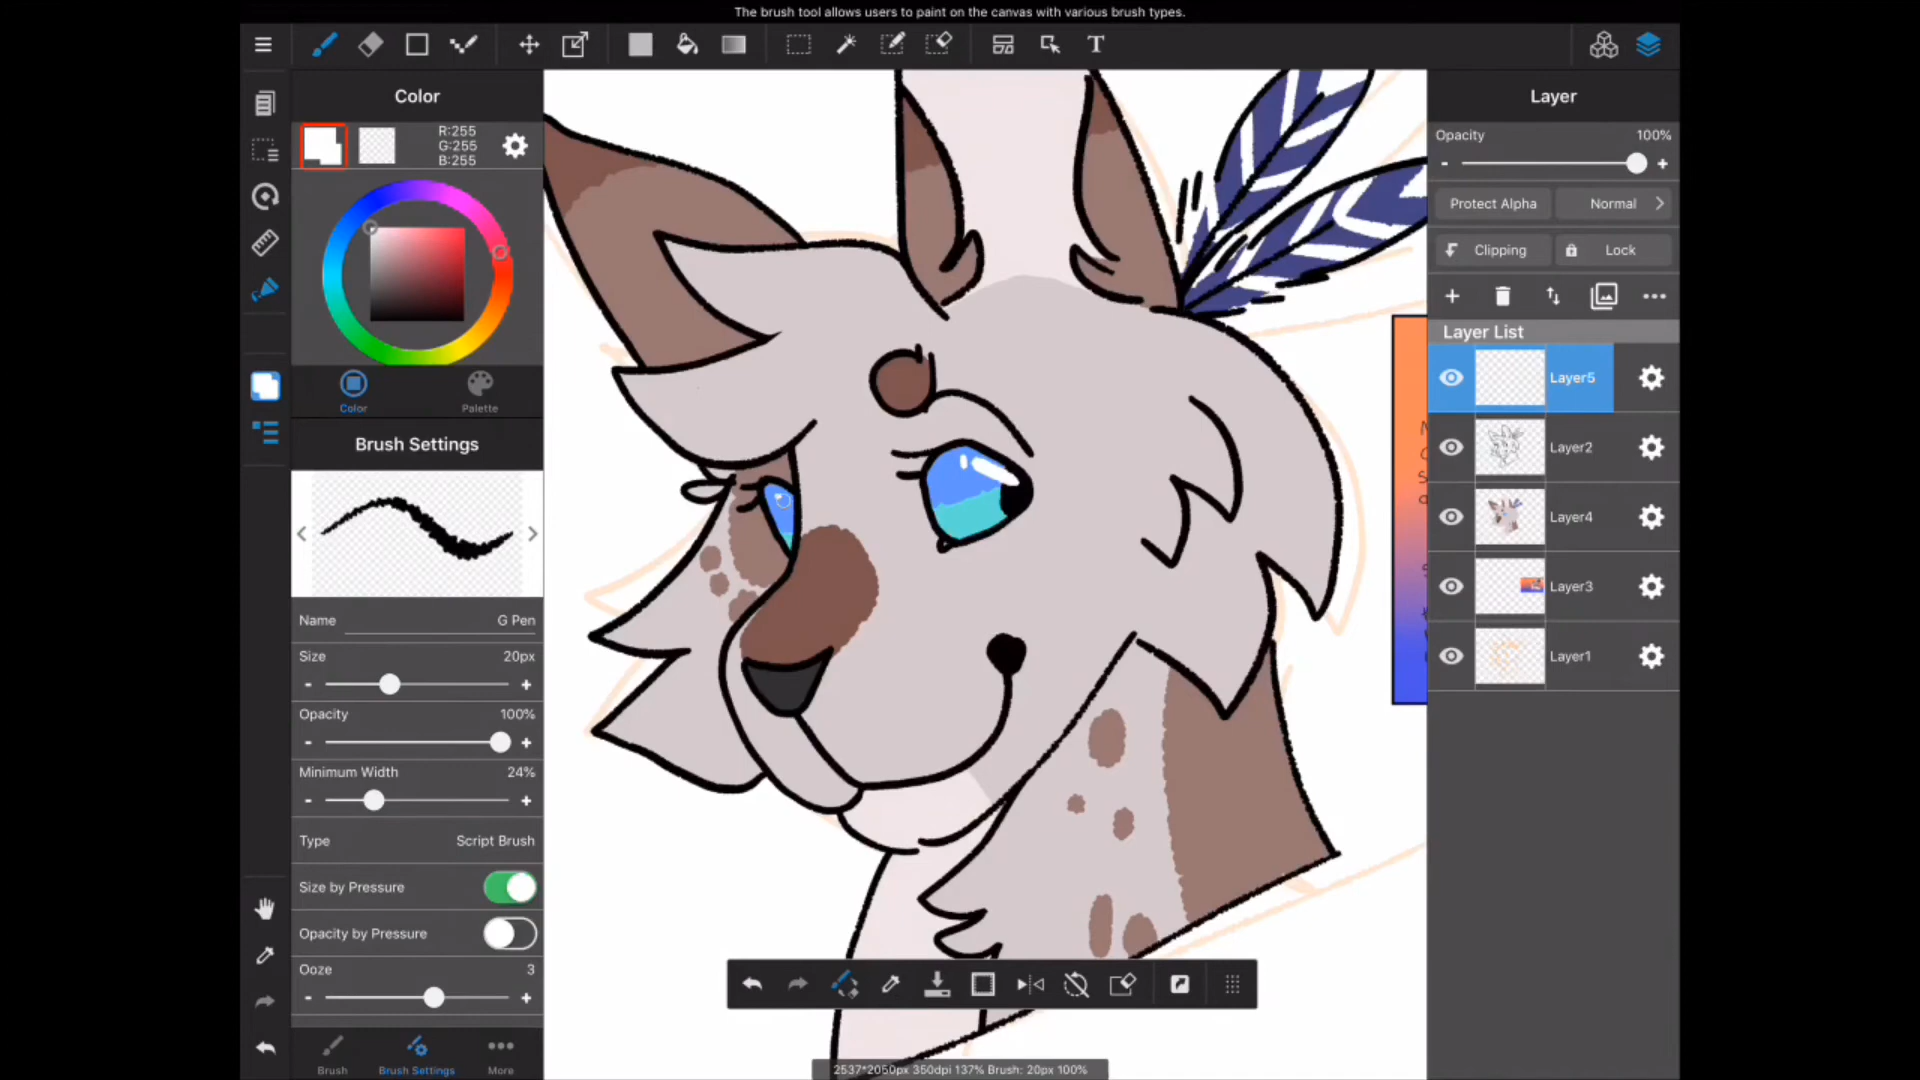 The brush tool allows users to paint on the canvas with various brush types.
T
Color
R:255
G:255
B:255
Color
Palette
Brush Settings
Name
G Pen
Size
20px
-
+
Opacity
100%
-
+
Minimum Width
24%
-
+
Type
Script Brush
Size by Pressure
Opacity by Pressure
Ooze
3
-
+
Brush
Brush Settings
More
2537*2050px 350dpi 137% Brush: 20px 100%
Layer
Opacity
100%
-
+
Protect Alpha
Normal
Clipping
Lock
Layer List
Layer5
Layer2
Layer4
Layer3
Layer1